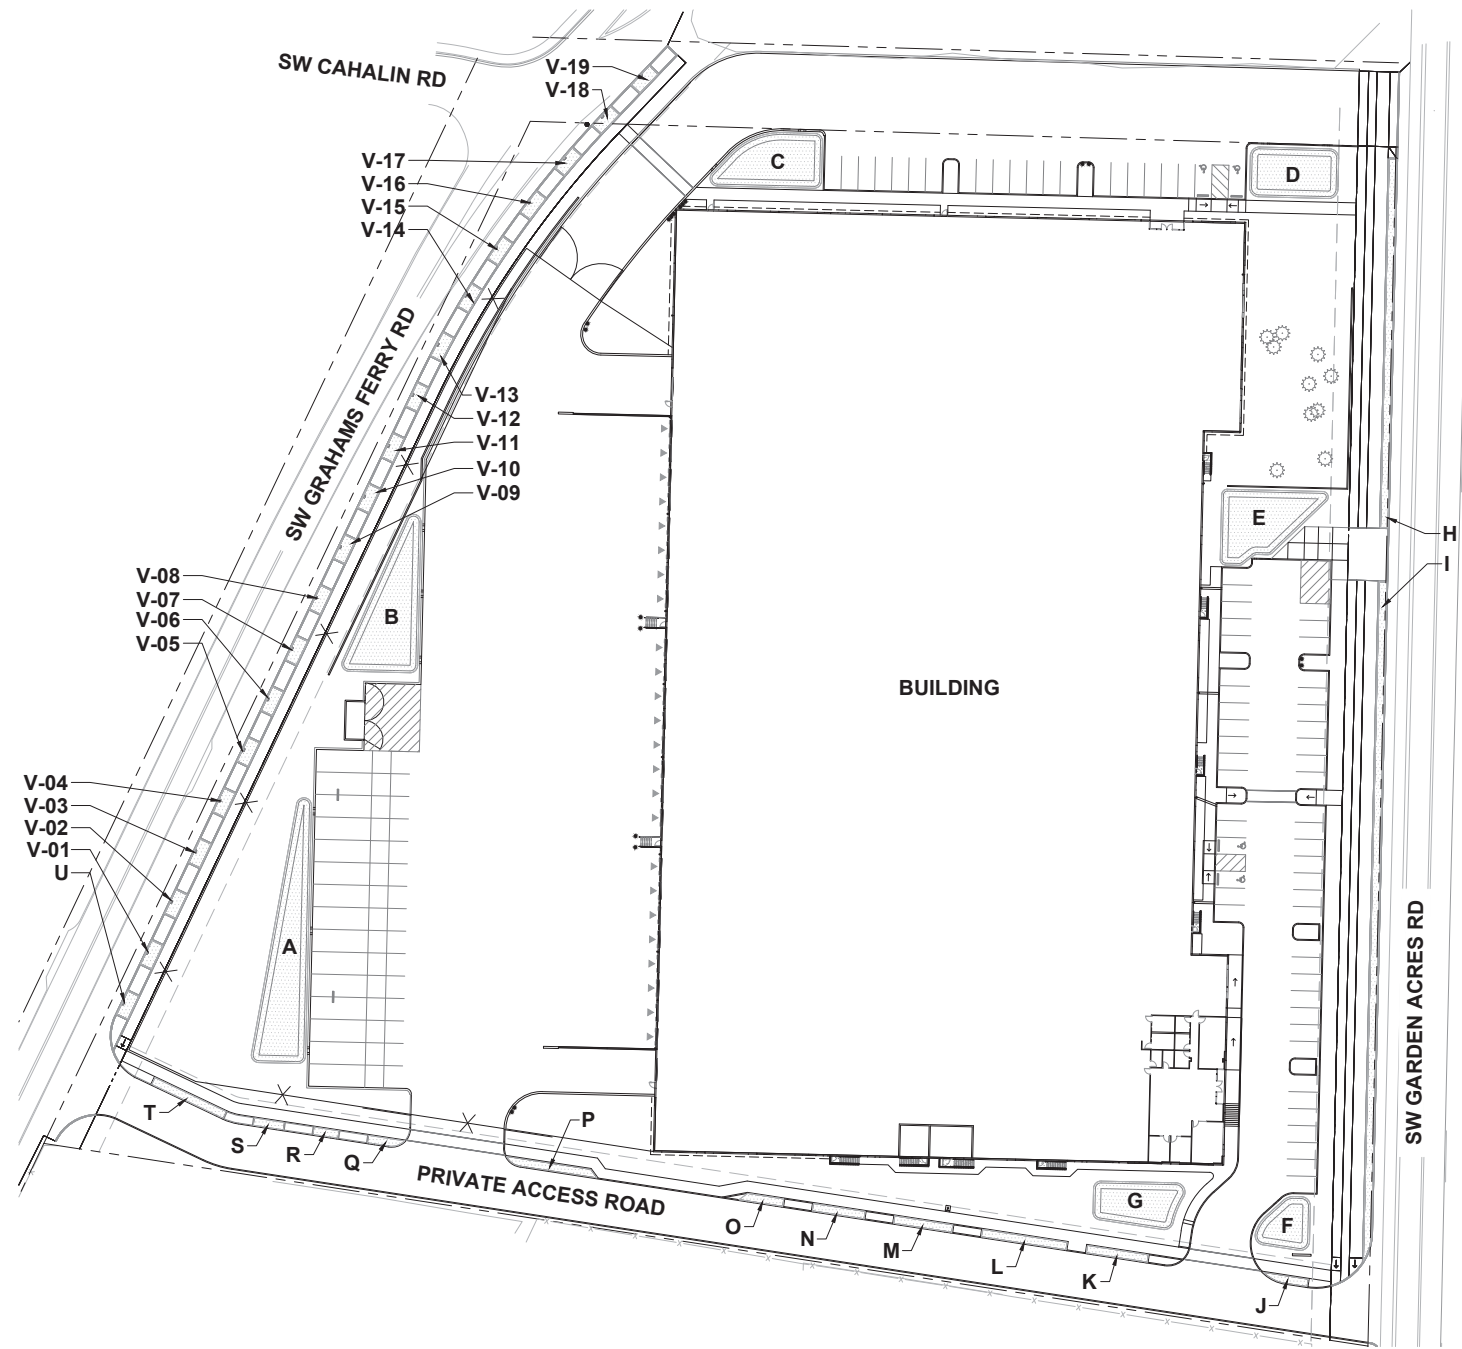 SW CAHALIN RD
V-19
V-18
V-17
V-16
V-15
V-14
C
D
SW GRAHAMS FERRY RD
V-13
V-12
V-11
V-10
V-09
E
H
I
V-08
V-07
V-06
V-05
B
BUILDING
V-04
V-03
V-02
V-01
U
A
SW GARDEN ACRES RD
T
S
R
Q
P
PRIVATE ACCESS ROAD
O
N
M
L
K
G
F
J